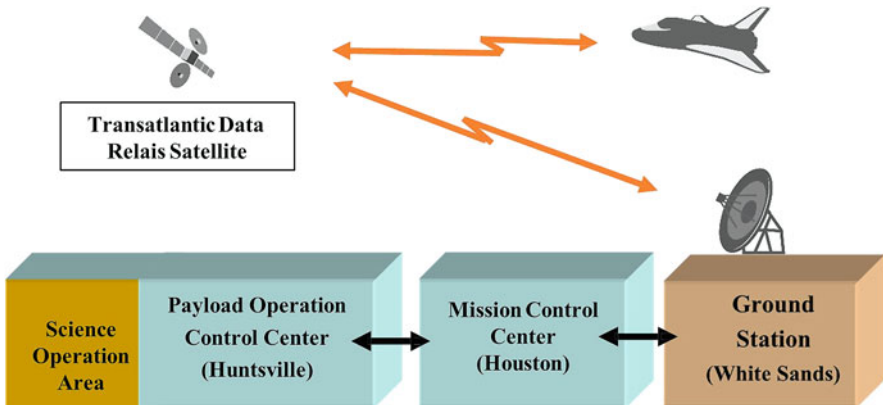 Transatlantic Data
Relais Satellite
Science
Operation
Area
Payload Operation
Control Center
(Huntsville)
Mission Control
Center
(Houston)
Ground
Station
(White Sands)